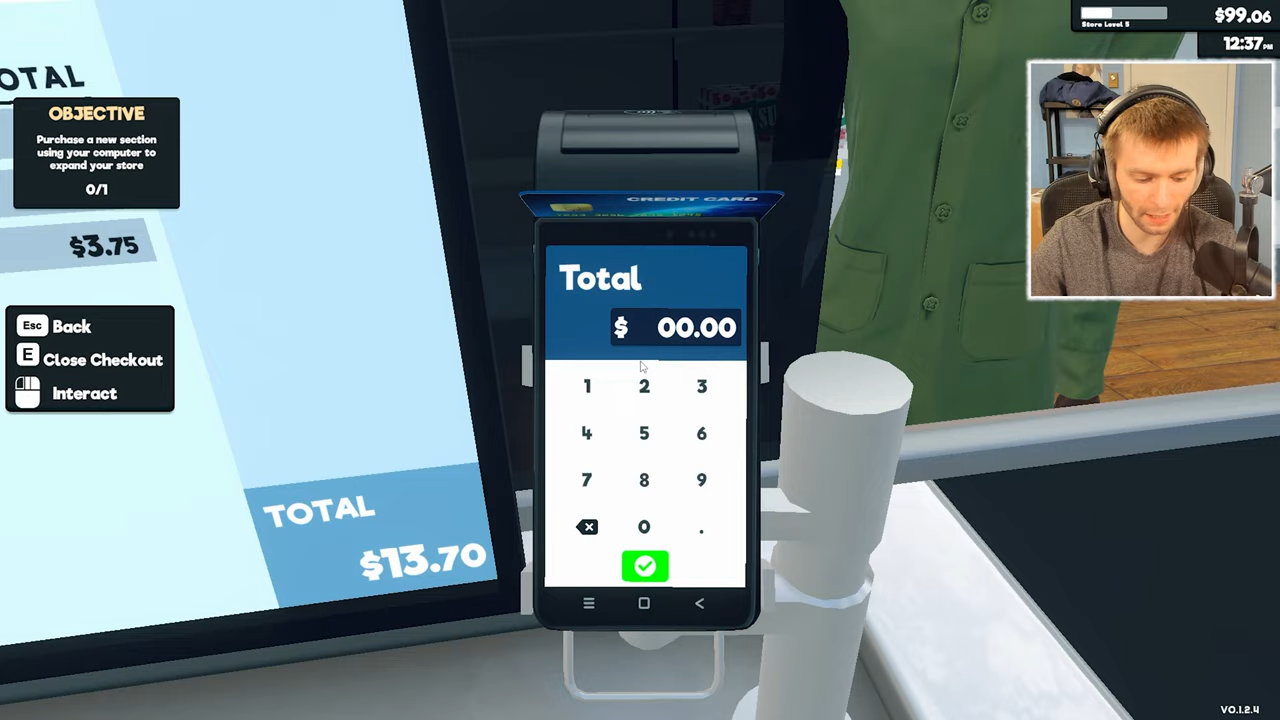 $99.06
Store Level 5
12:37PM
OTAL
OBJECTIVE
Purchase a new section
using your computer to
expand your store
0/1
$3.75
Esc Back
E Close Checkout
Interact
CREDIT CARD
Total
$ 00.00
1 2 3
4 5 6
7 8 9
0 .
TOTAL
$13.70
V0.1.2.4